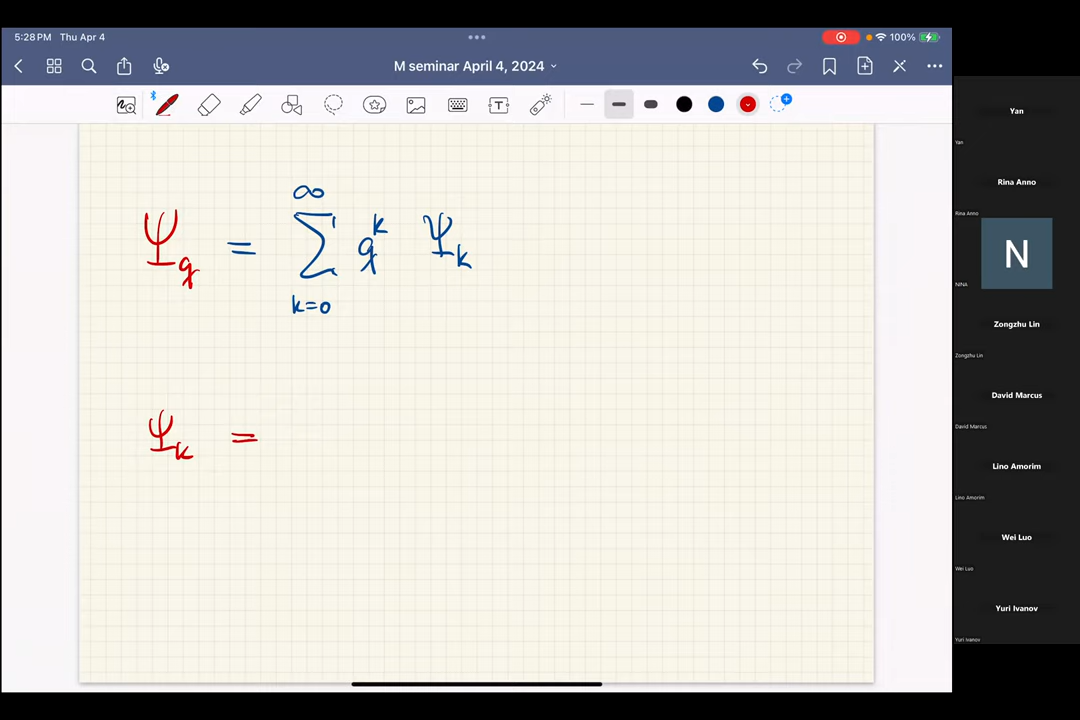 5:28 PM Thu Apr 4
100%
M seminar April 4, 2024
T
Ψ_q = ∑_{k=0}^{∞} q^k Ψ_k
Ψ_k =
Yan
Yan
Rina Anno
Rina Anno
N
NINA
Zongzhu Lin
Zongzhu Lin
David Marcus
David Marcus
Lino Amorim
Lino Amorim
Wei Luo
Wei Luo
Yuri Ivanov
Yuri Ivanov